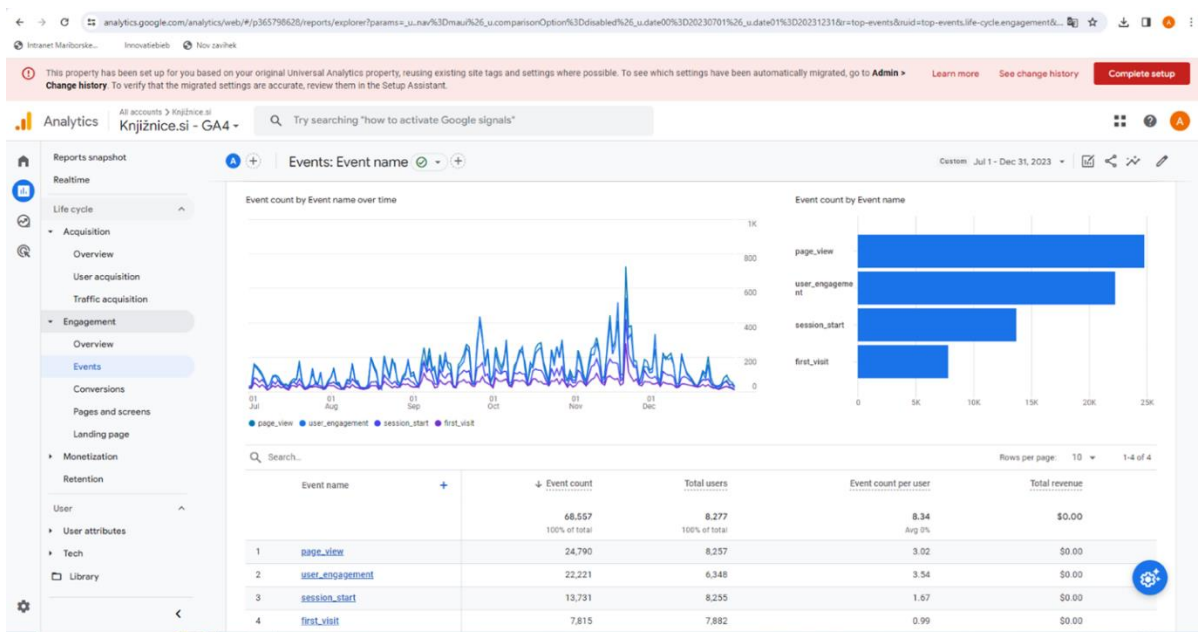 analytics.google.com/analytics/web/#/p365798628/reports/explorer?params=_u..nav%3Dmaui%26_u.comparisonOption%3Ddisabled%26_u.date00%3D20230701%26_u.date01%3D20231231&r=top-events&ruid=top-events,life-cycle,engagement&...
Intranet Mariborske... Innovatiebieb Nov zavihek
This property has been set up for you based on your original Universal Analytics property, reusing existing site tags and settings where possible. To see which settings have been automatically migrated, go to Admin >
Change history. To verify that the migrated settings are accurate, review them in the Setup Assistant.
Learn more See change history Complete setup
Analytics
All accounts > Knjižnice.si
Knjižnice.si - GA4
Try searching "how to activate Google signals"
A
Reports snapshot
Realtime
Life cycle
Acquisition
Overview
User acquisition
Traffic acquisition
Engagement
Overview
Events
Conversions
Pages and screens
Landing page
Monetization
Retention
User
User attributes
Tech
Library
A
Events: Event name
Custom Jul 1 - Dec 31, 2023
Event count by Event name over time
1K
800
600
400
200
0
01 Jul
01 Aug
01 Sep
01 Oct
01 Nov
01 Dec
page_view user_engagement session_start first_visit
Event count by Event name
page_view
user_engageme
nt
session_start
first_visit
0 5K 10K 15K 20K 25K
Search...
Rows per page: 10 1-4 of 4
Event name + ↓ Event count Total users Event count per user Total revenue
68,557 8,277 8.34 $0.00
100% of total 100% of total Avg 0%
1 page_view 24,790 8,257 3.02 $0.00
2 user_engagement 22,221 6,348 3.54 $0.00
3 session_start 13,731 8,255 1.67 $0.00
4 first_visit 7,815 7,882 0.99 $0.00